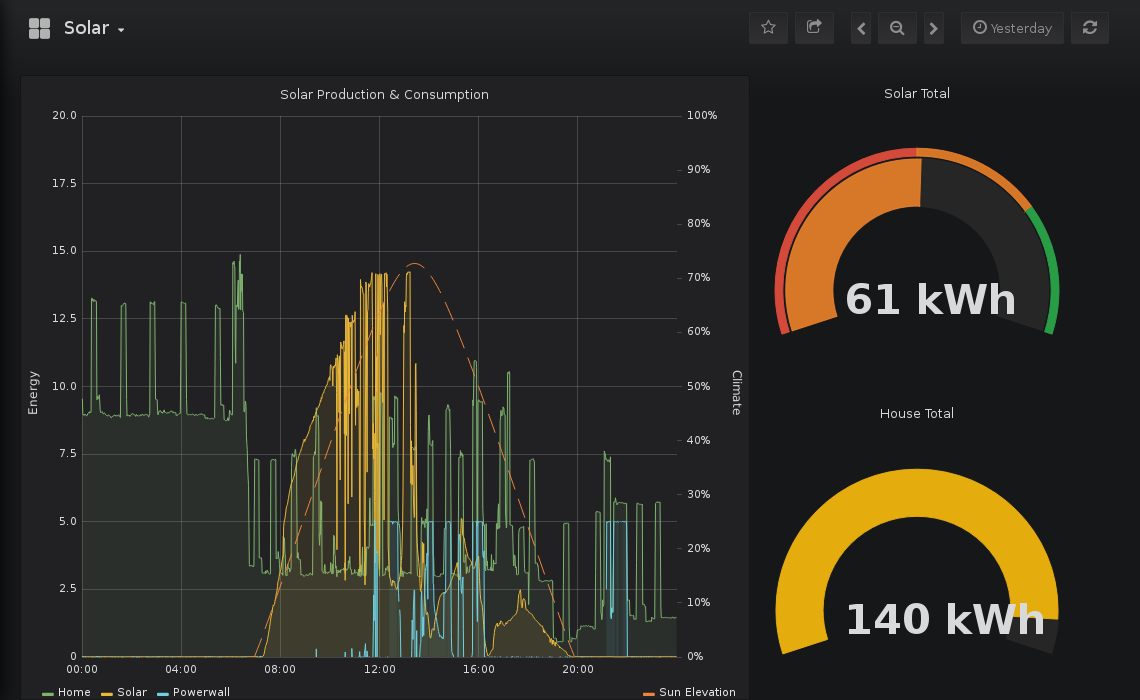 Solar
Yesterday
Solar Production & Consumption
20.0
17.5
15.0
12.5
10.0
7.5
5.0
2.5
0
Energy
100%
90%
80%
70%
60%
50%
40%
30%
20%
10%
0%
Climate
00:00 04:00 08:00 12:00 16:00 20:00
Home Solar Powerwall Sun Elevation
Solar Total
61 kWh
House Total
140 kWh